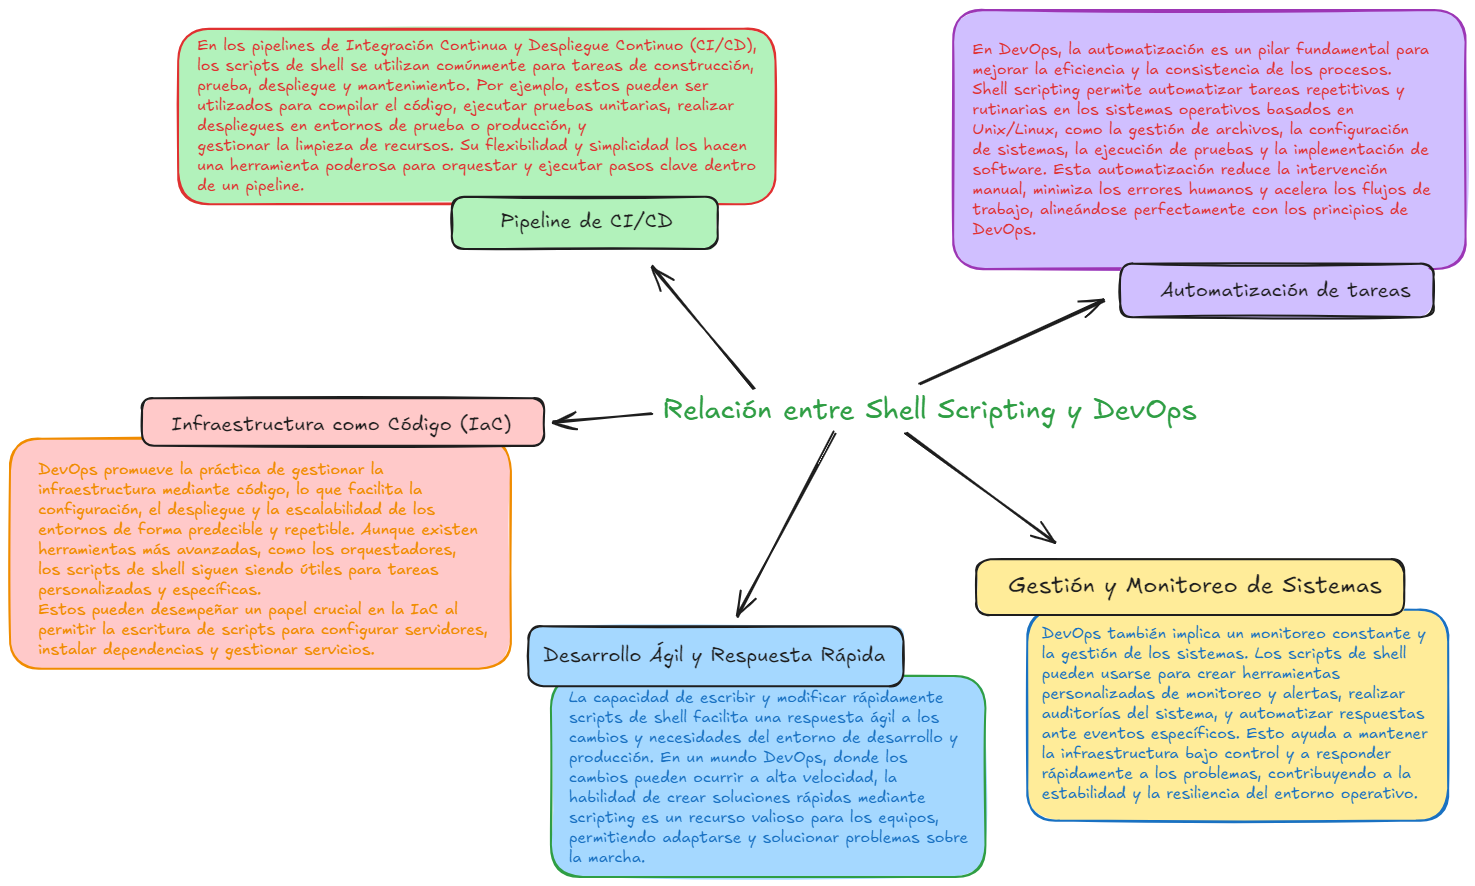 En los pipelines de Integración Continua y Despliegue Continuo (CI/CD),
los scripts de shell se utilizan comúnmente para tareas de construcción,
prueba, despliegue y mantenimiento. Por ejemplo, estos pueden ser
utilizados para compilar el código, ejecutar pruebas unitarias, realizar
despliegues en entornos de prueba o producción, y
gestionar la limpieza de recursos. Su flexibilidad y simplicidad los hacen
una herramienta poderosa para orquestar y ejecutar pasos clave dentro
de un pipeline.
Pipeline de CI/CD
En DevOps, la automatización es un pilar fundamental para
mejorar la eficiencia y la consistencia de los procesos.
Shell scripting permite automatizar tareas repetitivas y
rutinarias en los sistemas operativos basados en
Unix/Linux, como la gestión de archivos, la configuración
de sistemas, la ejecución de pruebas y la implementación de
software. Esta automatización reduce la intervención
manual, minimiza los errores humanos y acelera los flujos de
trabajo, alineándose perfectamente con los principios de
DevOps.
Automatización de tareas
Relación entre Shell Scripting y DevOps
Infraestructura como Código (IaC)
DevOps promueve la práctica de gestionar la
infraestructura mediante código, lo que facilita la
configuración, el despliegue y la escalabilidad de los
entornos de forma predecible y repetible. Aunque existen
herramientas más avanzadas, como los orquestadores,
los scripts de shell siguen siendo útiles para tareas
personalizadas y específicas.
Estos pueden desempeñar un papel crucial en la IaC al
permitir la escritura de scripts para configurar servidores,
instalar dependencias y gestionar servicios.
Desarrollo Ágil y Respuesta Rápida
La capacidad de escribir y modificar rápidamente
scripts de shell facilita una respuesta ágil a los
cambios y necesidades del entorno de desarrollo y
producción. En un mundo DevOps, donde los
cambios pueden ocurrir a alta velocidad, la
habilidad de crear soluciones rápidas mediante
scripting es un recurso valioso para los equipos,
permitiendo adaptarse y solucionar problemas sobre
la marcha.
Gestión y Monitoreo de Sistemas
DevOps también implica un monitoreo constante y
la gestión de los sistemas. Los scripts de shell
pueden usarse para crear herramientas
personalizadas de monitoreo y alertas, realizar
auditorías del sistema, y automatizar respuestas
ante eventos específicos. Esto ayuda a mantener
la infraestructura bajo control y a responder
rápidamente a los problemas, contribuyendo a la
estabilidad y la resiliencia del entorno operativo.